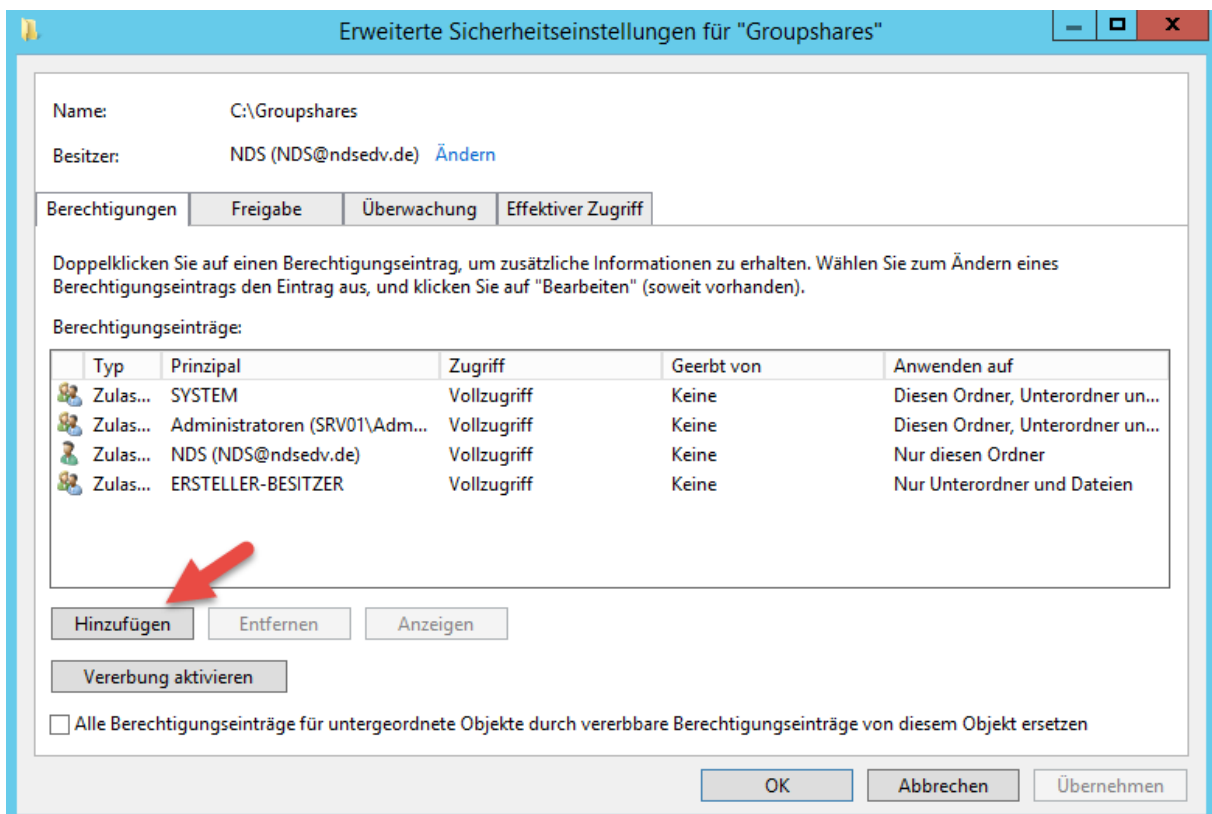 Erweiterte Sicherheitseinstellungen für "Groupshares"
Name: C:\Groupshares
Besitzer: NDS (NDS@ndsedv.de) Ändern
Berechtigungen Freigabe Überwachung Effektiver Zugriff
Doppelklicken Sie auf einen Berechtigungseintrag, um zusätzliche Informationen zu erhalten. Wählen Sie zum Ändern eines
Berechtigungseintrags den Eintrag aus, und klicken Sie auf "Bearbeiten" (soweit vorhanden).
Berechtigungseinträge:
Typ Prinzipal Zugriff Geerbt von Anwenden auf
Zulas... SYSTEM Vollzugriff Keine Diesen Ordner, Unterordner un...
Zulas... Administratoren (SRV01\Adm... Vollzugriff Keine Diesen Ordner, Unterordner un...
Zulas... NDS (NDS@ndsedv.de) Vollzugriff Keine Nur diesen Ordner
Zulas... ERSTELLER-BESITZER Vollzugriff Keine Nur Unterordner und Dateien
Hinzufügen Entfernen Anzeigen
Vererbung aktivieren
Alle Berechtigungseinträge für untergeordnete Objekte durch vererbbare Berechtigungseinträge von diesem Objekt ersetzen
OK Abbrechen Übernehmen